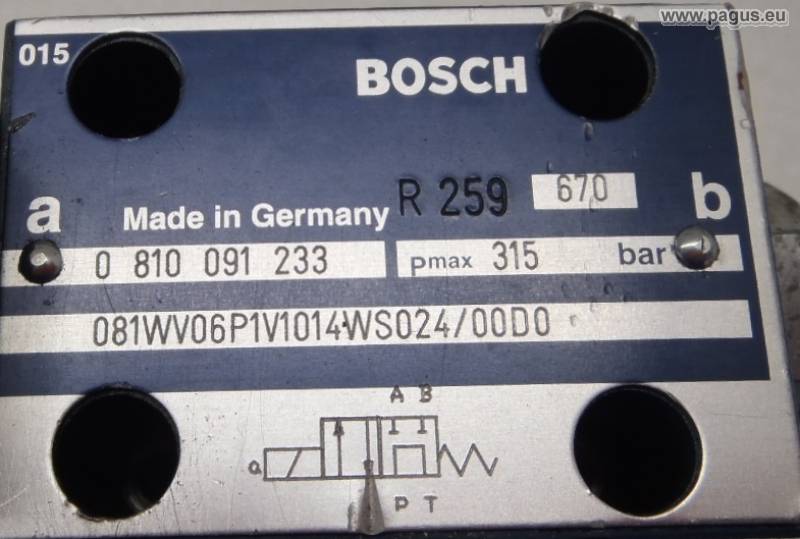 www.pagus.eu
015
BOSCH
R 259 670
a Made in Germany b
0 810 091 233 pmax 315 bar
081WV06P1V1014WS024/00D0
A B
a
P T